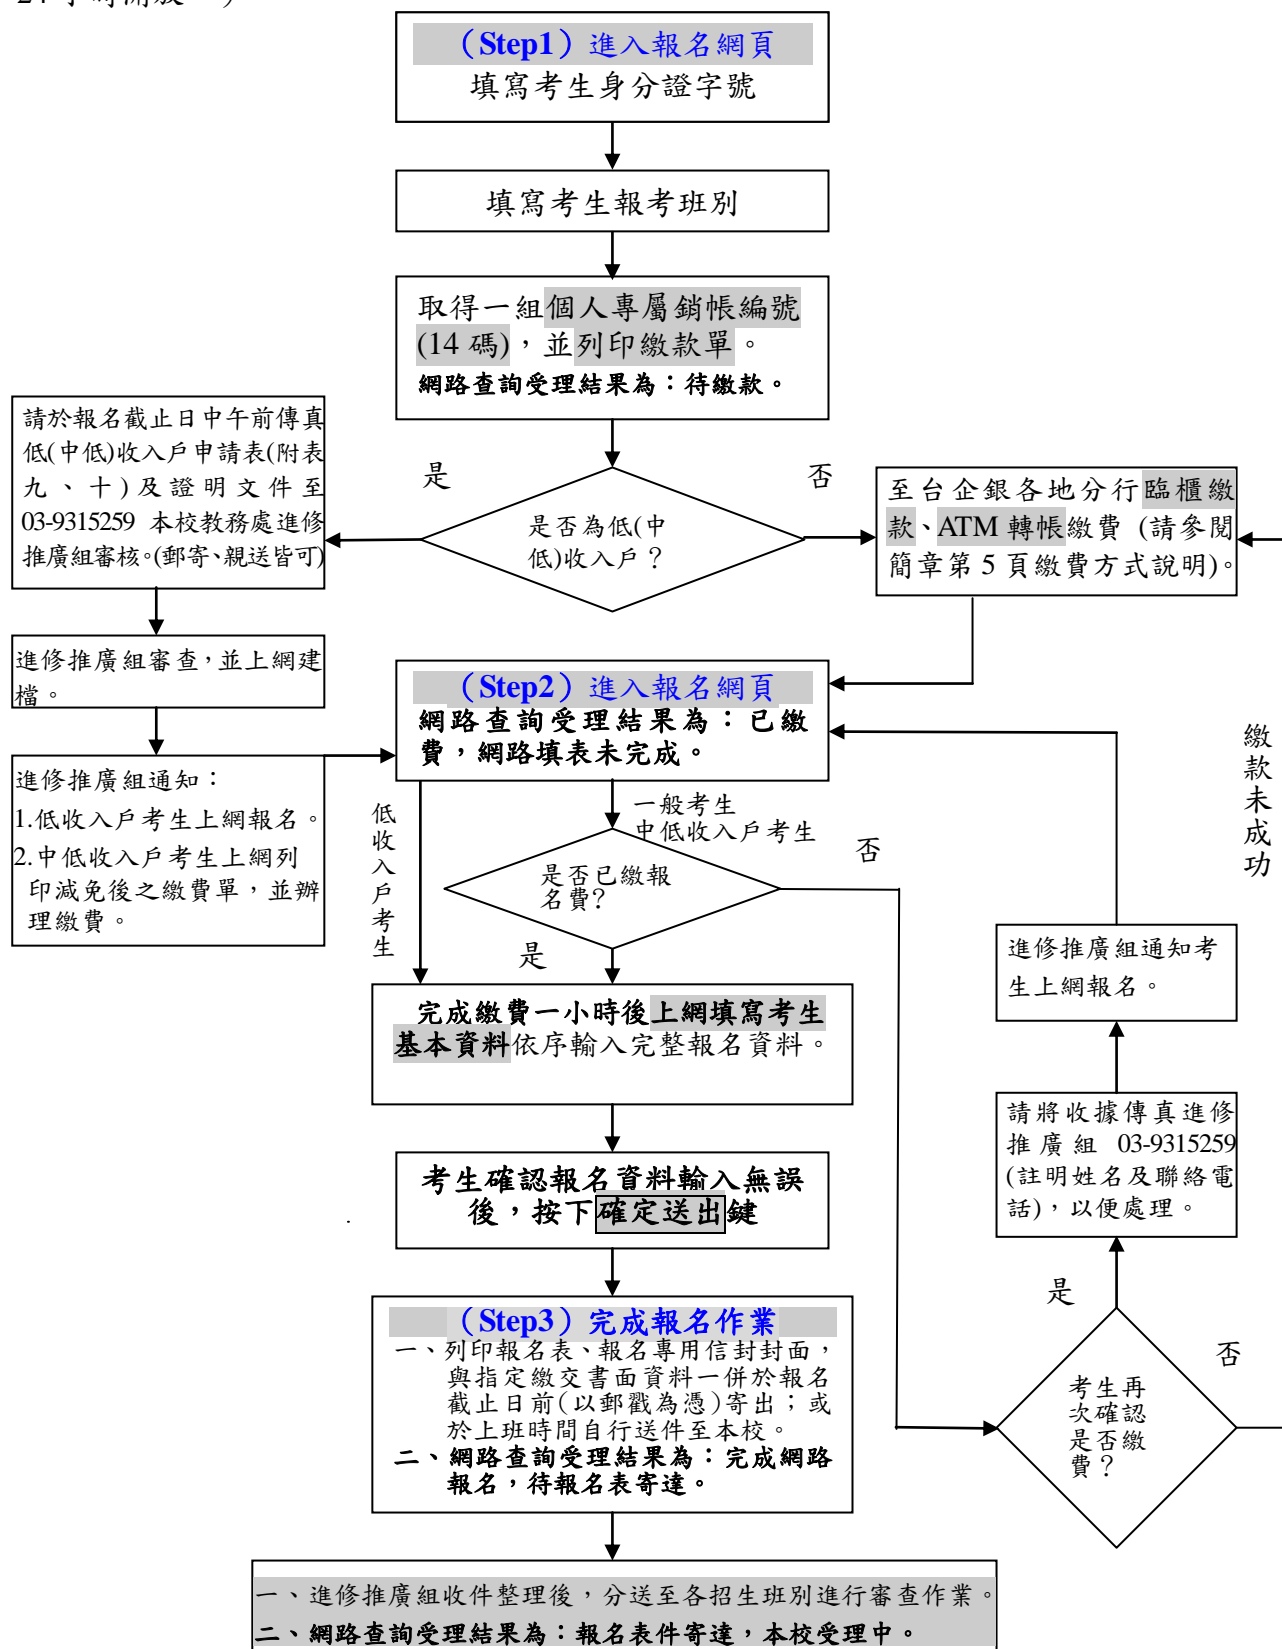 （Step1）進入報名網頁
填寫考生身分證字號
填寫考生報考班別
取得一組個人專屬銷帳編號
(14 碼)，並列印繳款單。
網路查詢受理結果為：待繳款。
請於報名截止日中午前傳真
低(中低)收入戶申請表(附表
九、十)及證明文件至
03-9315259 本校教務處進修
推廣組審核。(郵寄、親送皆可)
是
否
是否為低(中
低)收入戶？
至台企銀各地分行臨櫃繳
款、ATM 轉帳繳費 (請參閱
簡章第 5 頁繳費方式說明)。
進修推廣組審查，並上網建
檔。
（Step2）進入報名網頁
網路查詢受理結果為：已繳
費，網路填表未完成。
進修推廣組通知：
1.低收入戶考生上網報名。
2.中低收入戶考生上網列
印減免後之繳費單，並辦
理繳費。
低收入戶考生
一般考生
中低收入戶考生
否
是否已繳報
名費?
是
繳款未成功
進修推廣組通知考
生上網報名。
完成繳費一小時後上網填寫考生
基本資料依序輸入完整報名資料。
請將收據傳真進修
推廣組 03-9315259
(註明姓名及聯絡電
話)，以便處理。
考生確認報名資料輸入無誤
後，按下確定送出鍵
是
否
考生再
次確認
是否繳
費？
（Step3）完成報名作業
一、列印報名表、報名專用信封封面，
與指定繳交書面資料一併於報名
截止日前(以郵戳為憑)寄出；或
於上班時間自行送件至本校。
二、網路查詢受理結果為：完成網路
報名，待報名表寄達。
一、進修推廣組收件整理後，分送至各招生班別進行審查作業。
二、網路查詢受理結果為：報名表件寄達，本校受理中。